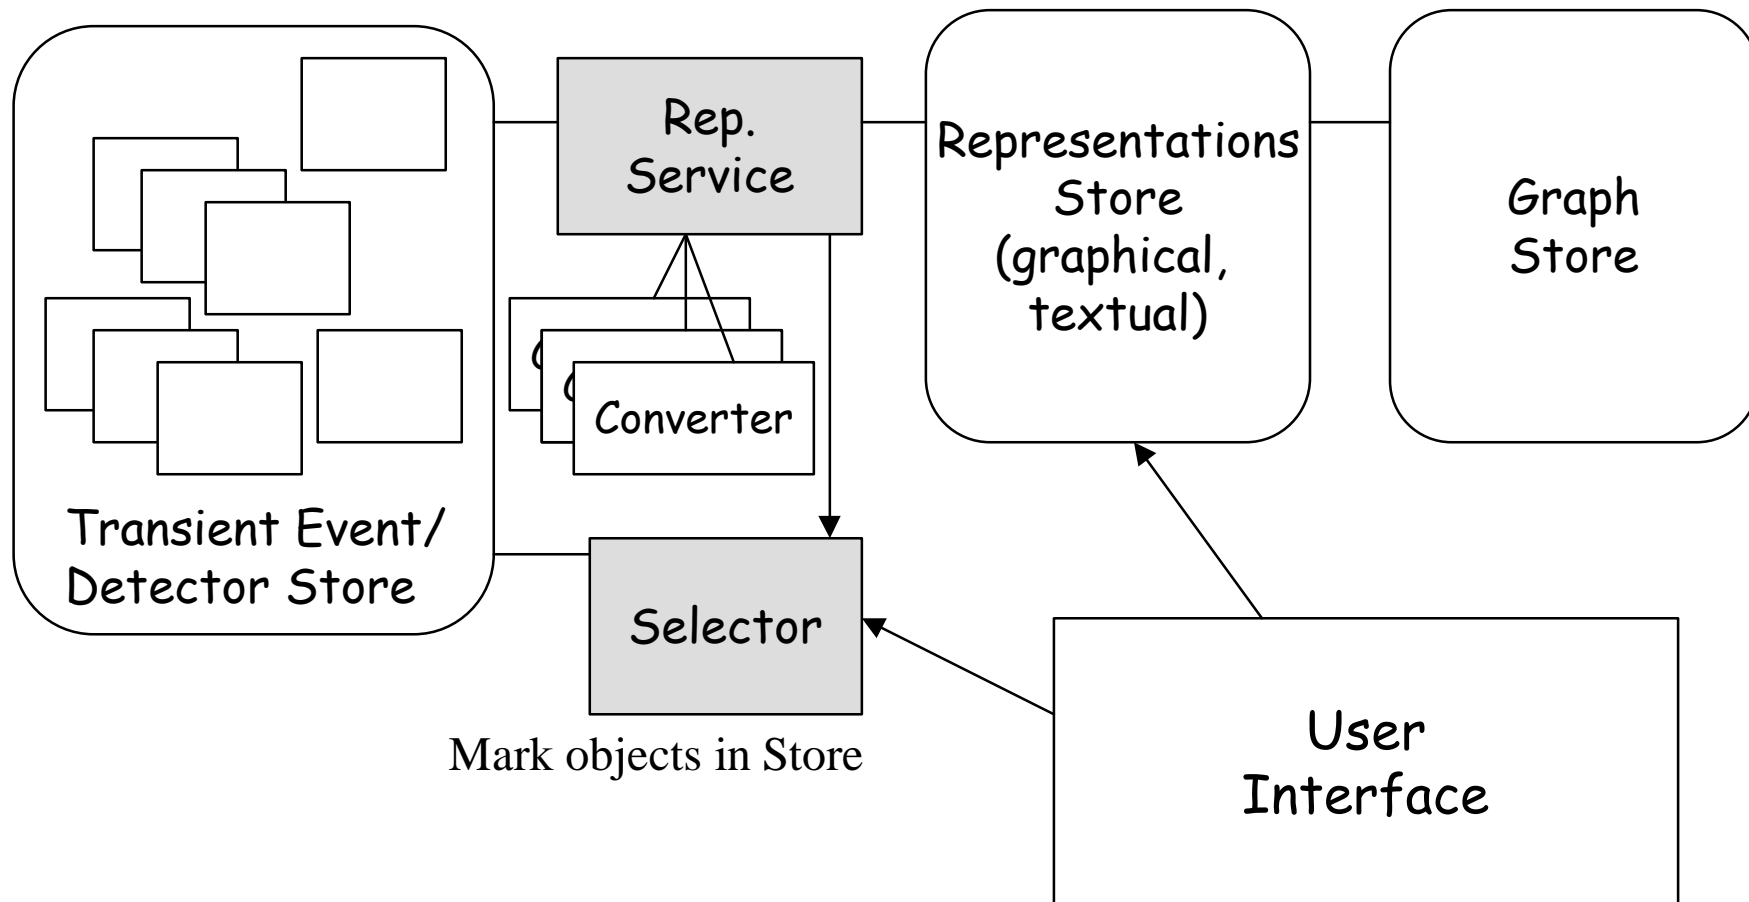 Rep.
Service
Representations
Store
(graphical,
textual)
Graph
Store
Converter
Transient Event/
Detector Store
Selector
Mark objects in Store
User
Interface